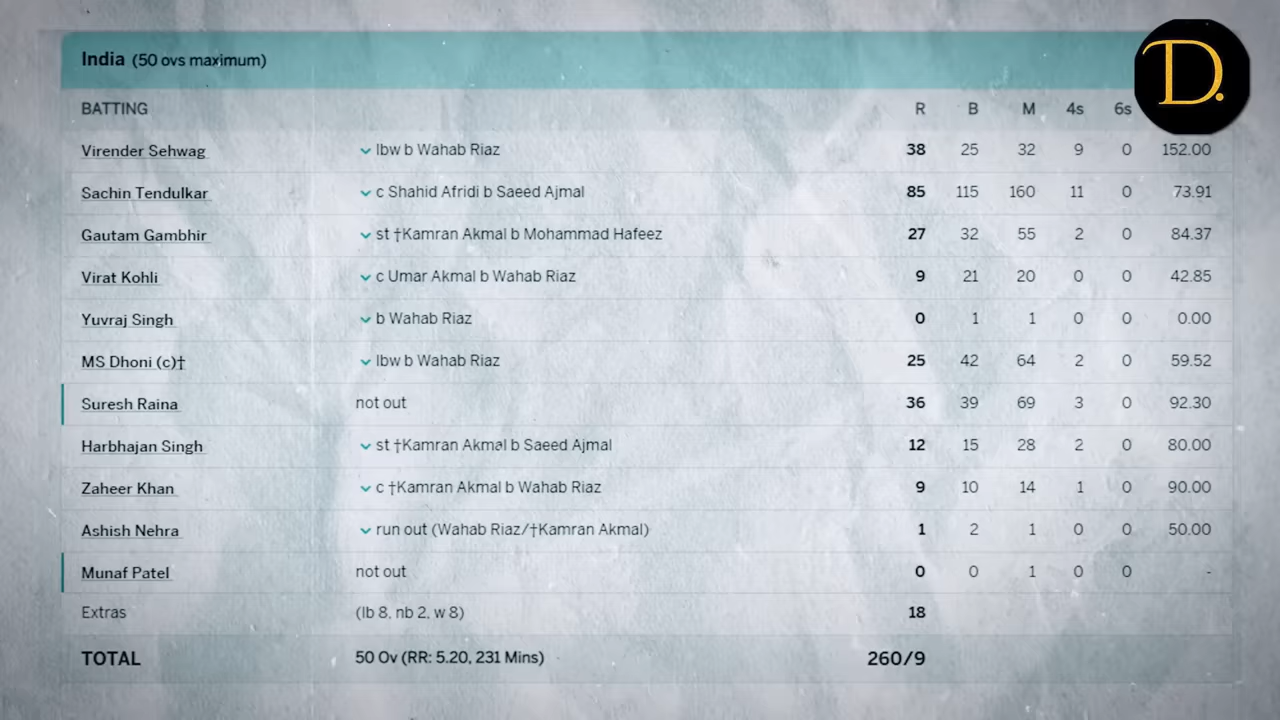 India (50 ovs maximum)
D.
BATTING R B M 4s 6s
Virender Sehwag lbw b Wahab Riaz 38 25 32 9 0 152.00
Sachin Tendulkar c Shahid Afridi b Saeed Ajmal 85 115 160 11 0 73.91
Gautam Gambhir st †Kamran Akmal b Mohammad Hafeez 27 32 55 2 0 84.37
Virat Kohli c Umar Akmal b Wahab Riaz 9 21 20 0 0 42.85
Yuvraj Singh b Wahab Riaz 0 1 1 0 0 0.00
MS Dhoni (c)† lbw b Wahab Riaz 25 42 64 2 0 59.52
Suresh Raina not out 36 39 69 3 0 92.30
Harbhajan Singh st †Kamran Akmal b Saeed Ajmal 12 15 28 2 0 80.00
Zaheer Khan c †Kamran Akmal b Wahab Riaz 9 10 14 1 0 90.00
Ashish Nehra run out (Wahab Riaz/†Kamran Akmal) 1 2 1 0 0 50.00
Munaf Patel not out 0 0 1 0 0 -
Extras (lb 8, nb 2, w 8) 18
TOTAL 50 Ov (RR: 5.20, 231 Mins) 260/9